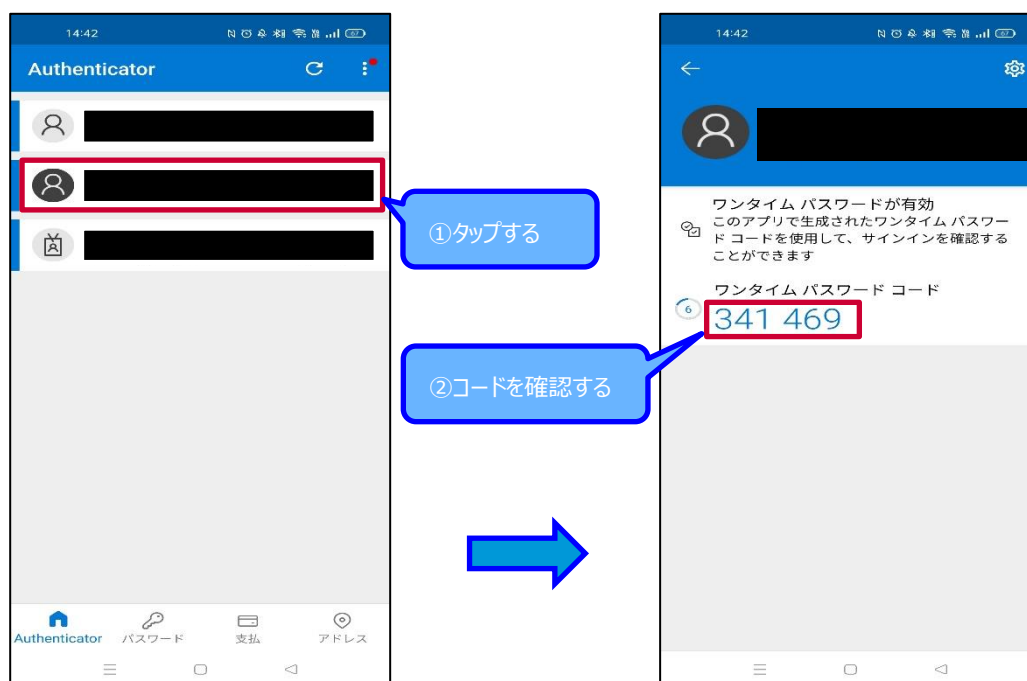 14:42
Authenticator
①タップする
②コードを確認する
Authenticator
パスワード
支払
アドレス
14:42
ワンタイム パスワードが有効
このアプリで生成されたワンタイム パスワー
ド コードを使用して、サインインを確認する
ことができます
ワンタイム パスワード コード
6
341 469